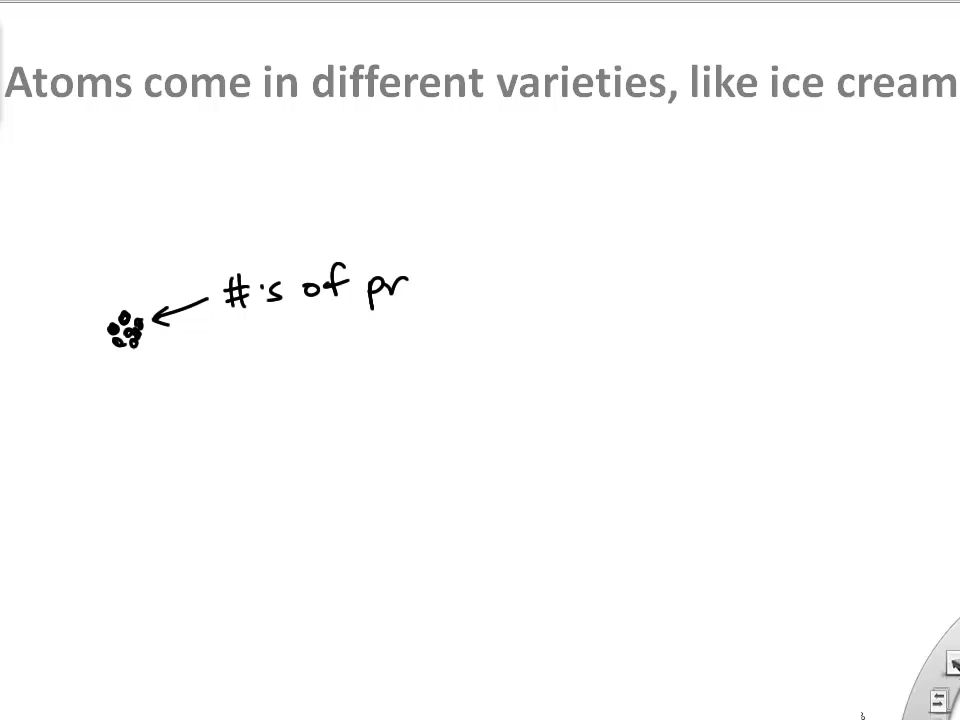 Atoms come in different varieties, like ice cream
#'s of pr